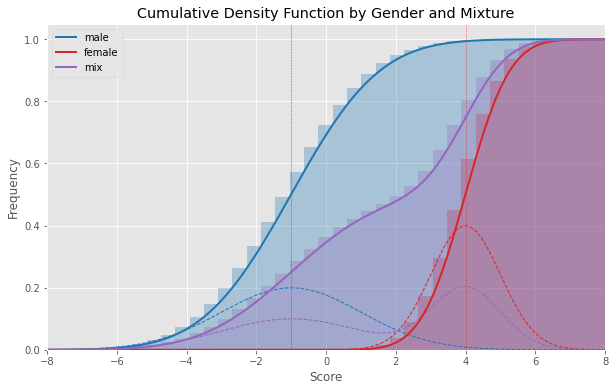 Cumulative Density Function by Gender and Mixture
male
female
mix
Frequency
1.0
0.8
0.6
0.4
0.2
0.0
−8 −6 −4 −2 0 2 4 6 8
Score